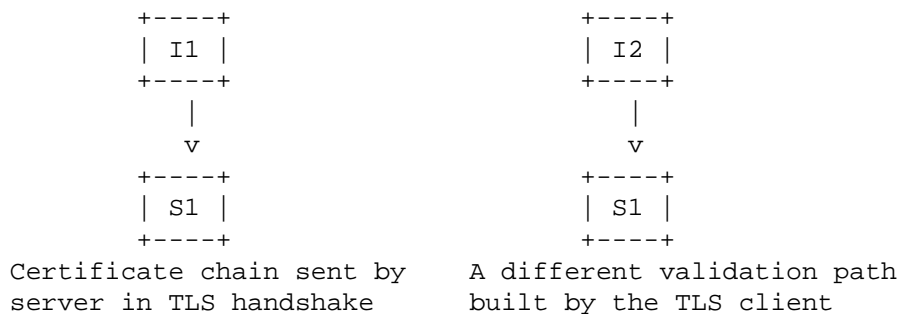 +----+                      +----+
| I1 |                      | I2 |
+----+                      +----+
   |                           |
   v                           v
+----+                      +----+
| S1 |                      | S1 |
+----+                      +----+
Certificate chain sent by    A different validation path
server in TLS handshake      built by the TLS client